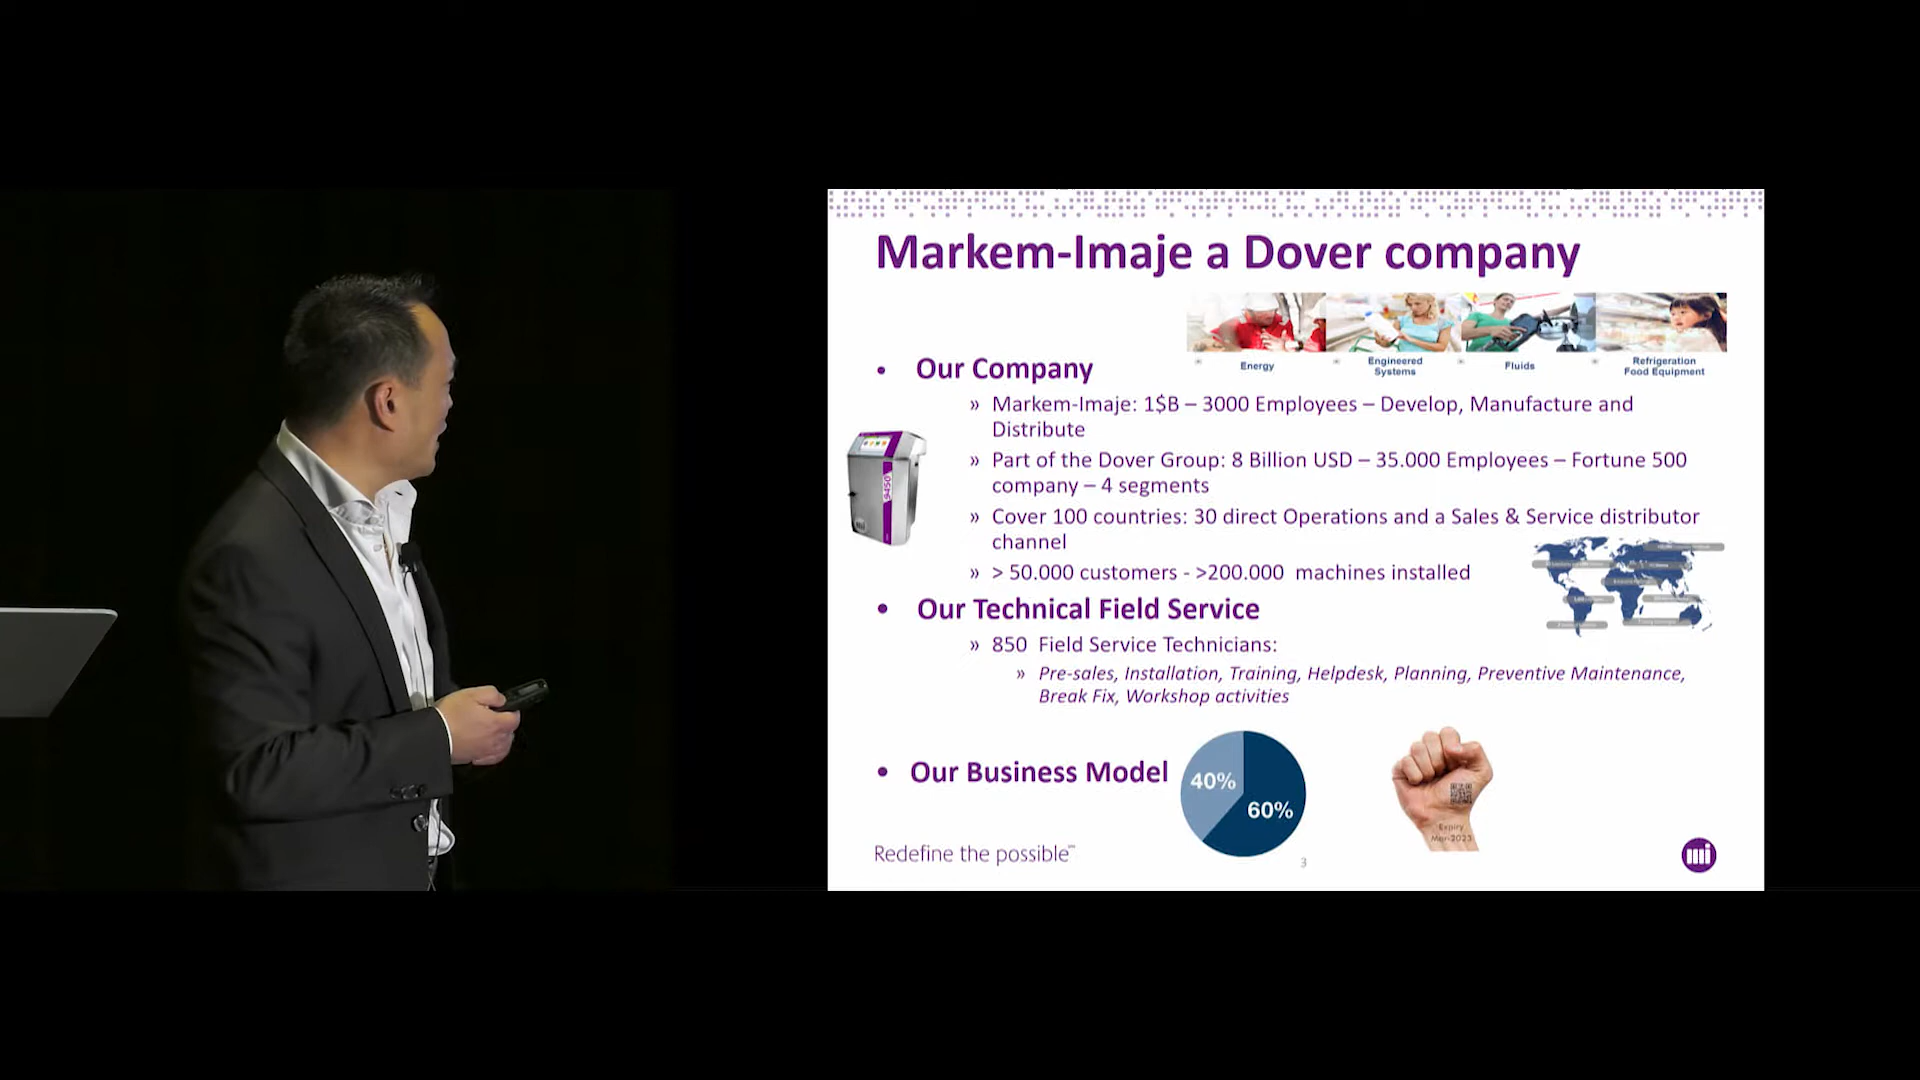 Markem-Imaje a Dover company
Energy
Engineered
Systems
Fluids
Refrigeration
Food Equipment
• Our Company
» Markem-Imaje: 1$B – 3000 Employees – Develop, Manufacture and
Distribute
» Part of the Dover Group: 8 Billion USD – 35.000 Employees – Fortune 500
company – 4 segments
» Cover 100 countries: 30 direct Operations and a Sales & Service distributor
channel
» > 50.000 customers - >200.000 machines installed
9450
• Our Technical Field Service
» 850 Field Service Technicians:
» Pre-sales, Installation, Training, Helpdesk, Planning, Preventive Maintenance,
Break Fix, Workshop activities
• Our Business Model
40%
60%
Expiry
Mar-2023
Redefine the possible™
3